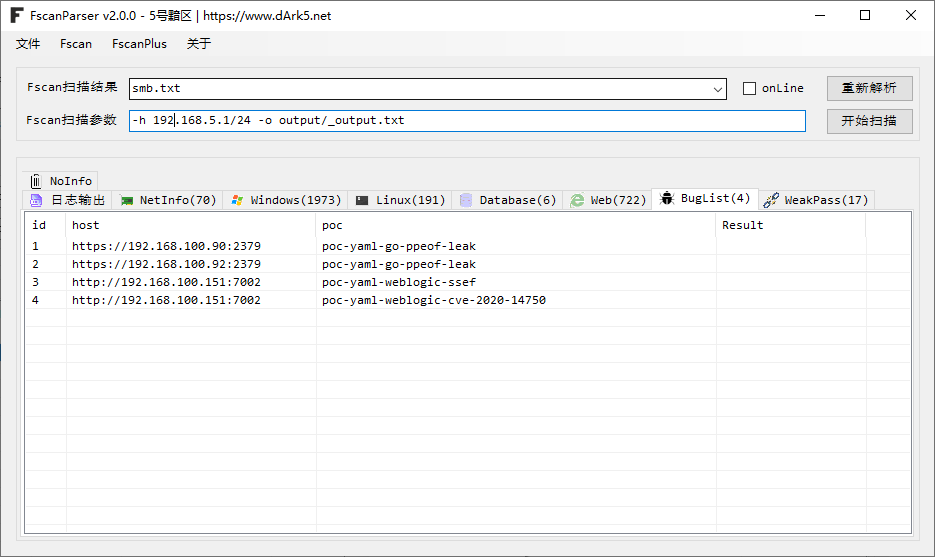 FscanParser v2.0.0 - 5号黯区 | https://www.dArk5.net
文件 Fscan FscanPlus 关于
Fscan扫描结果 smb.txt onLine 重新解析
Fscan扫描参数 -h 192.168.5.1/24 -o output/_output.txt 开始扫描
NoInfo
日志输出 NetInfo(70) Windows(1973) Linux(191) Database(6) Web(722) BugList(4) WeakPass(17)
id host poc Result
1 https://192.168.100.90:2379 poc-yaml-go-ppeof-leak
2 https://192.168.100.92:2379 poc-yaml-go-ppeof-leak
3 http://192.168.100.151:7002 poc-yaml-weblogic-ssef
4 http://192.168.100.151:7002 poc-yaml-weblogic-cve-2020-14750